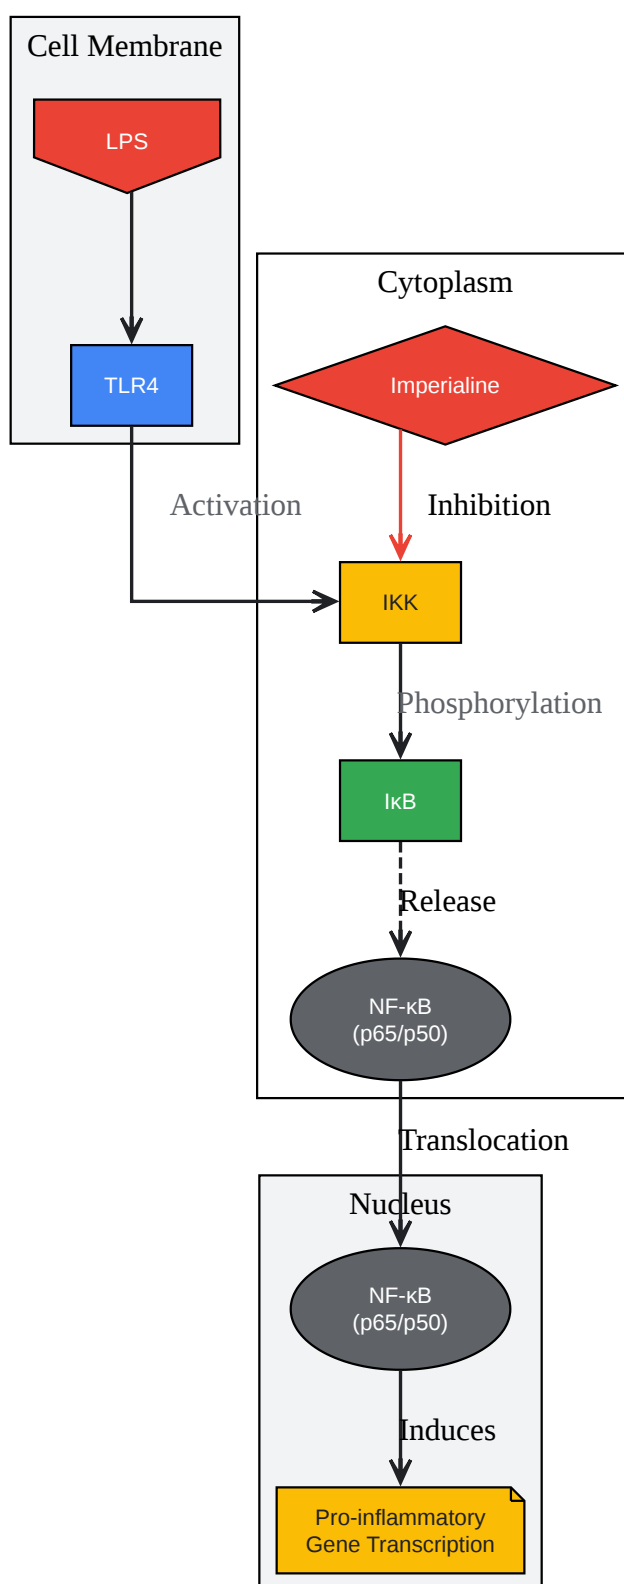 Cell Membrane
LPS
TLR4
Activation
Cytoplasm
Imperialine
Inhibition
IKK
Phosphorylation
IκB
Release
NF-κB
(p65/p50)
Translocation
Nucleus
NF-κB
(p65/p50)
Induces
Pro-inflammatory
Gene Transcription